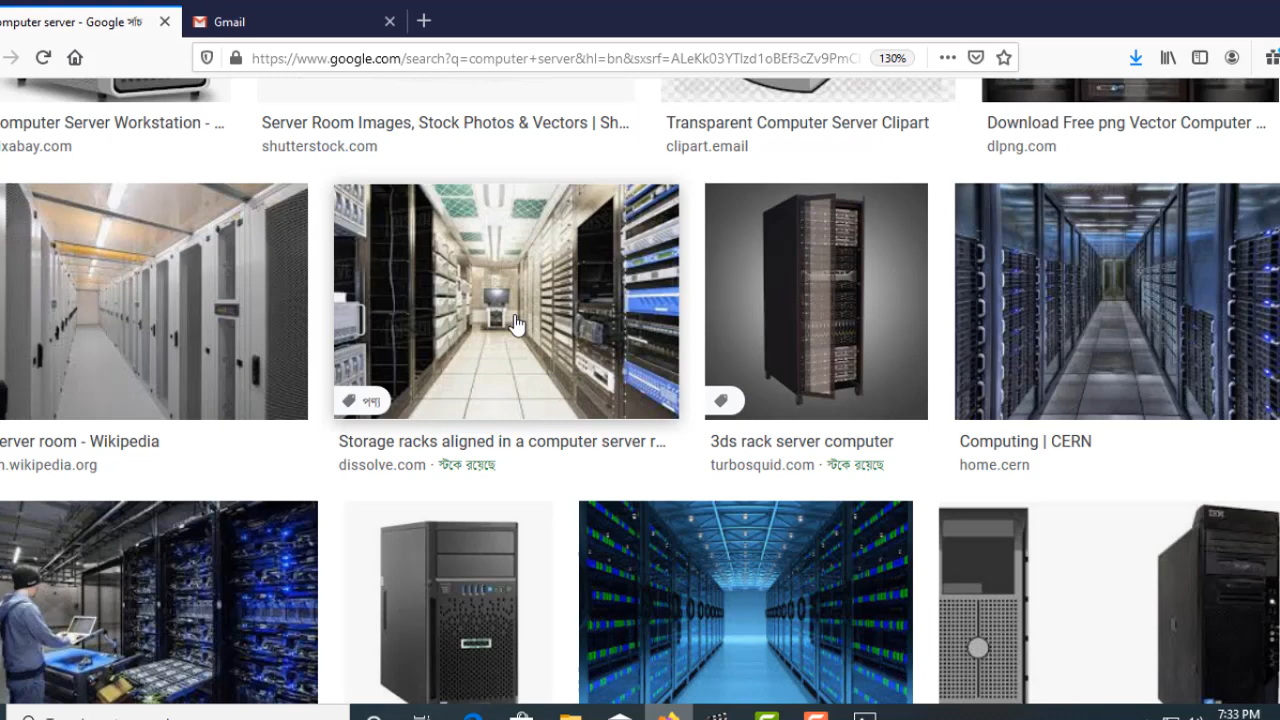 omputer server - Google সার্চ
Gmail
https://www.google.com/search?q=computer+server&hl=bn&sxsrf=ALeKk03YTlzd1oBEf3cZv9PmC
130%
omputer Server Workstation - ...
Server Room Images, Stock Photos & Vectors | Sh...
Transparent Computer Server Clipart
Download Free png Vector Computer ...
ixabay.com
shutterstock.com
clipart.email
dlpng.com
পণ্য
erver room - Wikipedia
Storage racks aligned in a computer server r...
3ds rack server computer
Computing | CERN
n.wikipedia.org
dissolve.com · স্টকে রয়েছে
turbosquid.com · স্টকে রয়েছে
home.cern
IBM
7:33 PM